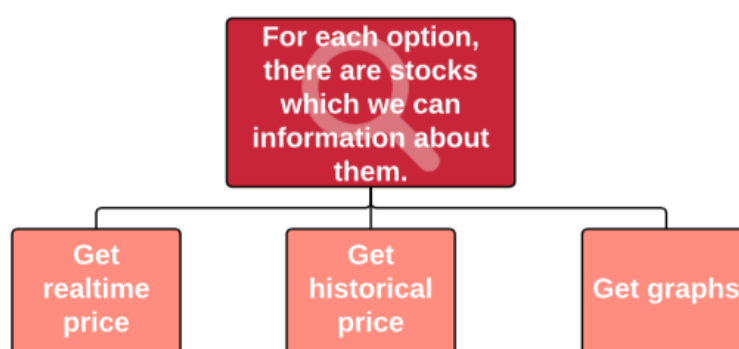 For each option,
there are stocks
which we can
information about
them.
Get
realtime
price
Get
historical
price
Get graphs